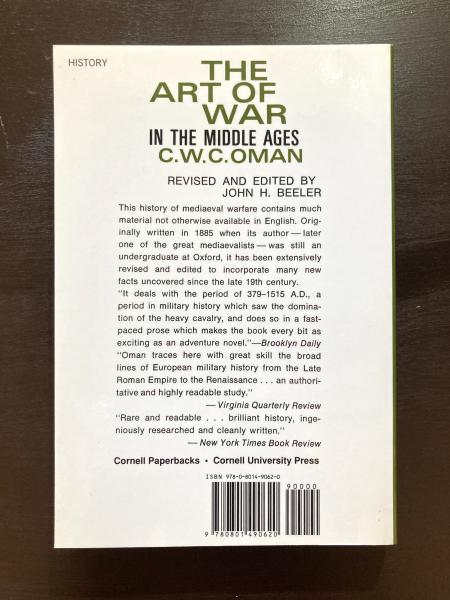 HISTORY
THE
ART OF
WAR
IN THE MIDDLE AGES
C.W.C.OMAN
REVISED AND EDITED BY
JOHN H. BEELER
This history of mediaeval warfare contains much
material not otherwise available in English. Orig-
inally written in 1885 when its author — later
one of the great mediaevalists — was still an
undergraduate at Oxford, it has been extensively
revised and edited to incorporate many new
facts uncovered since the late 19th century.
"It deals with the period of 379–1515 A.D., a
period in military history which saw the domina-
tion of the heavy cavalry, and does so in a fast-
paced prose which makes the book every bit as
exciting as an adventure novel."—Brooklyn Daily
"Oman traces here with great skill the broad
lines of European military history from the Late
Roman Empire to the Renaissance . . . an authori-
tative and highly readable study."
— Virginia Quarterly Review
"Rare and readable . . . brilliant history, inge-
niously researched and cleanly written."
— New York Times Book Review
Cornell Paperbacks • Cornell University Press
ISBN 978-0-8014-9062-0
90000
9 780801 490620